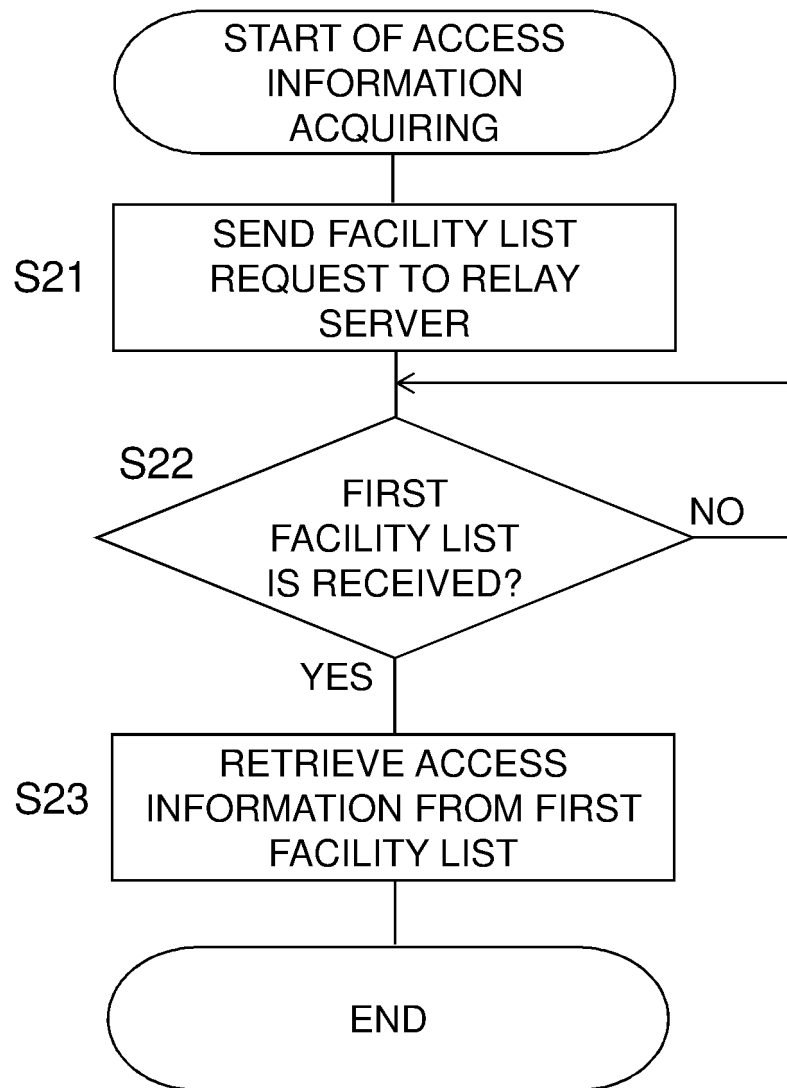 START OF ACCESS
INFORMATION
ACQUIRING
S21
SEND FACILITY LIST
REQUEST TO RELAY
SERVER
S22
FIRST
FACILITY LIST
IS RECEIVED?
NO
YES
S23
RETRIEVE ACCESS
INFORMATION FROM FIRST
FACILITY LIST
END